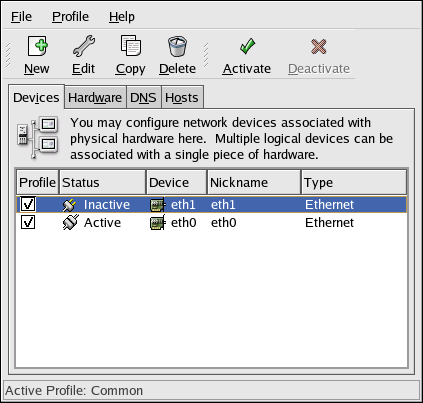 File Profile Help
New Edit Copy Delete Activate Deactivate
Devices Hardware DNS Hosts
You may configure network devices associated with
physical hardware here. Multiple logical devices can be
associated with a single piece of hardware.
Profile Status Device Nickname Type
Inactive eth1 eth1 Ethernet
Active eth0 eth0 Ethernet
Active Profile: Common